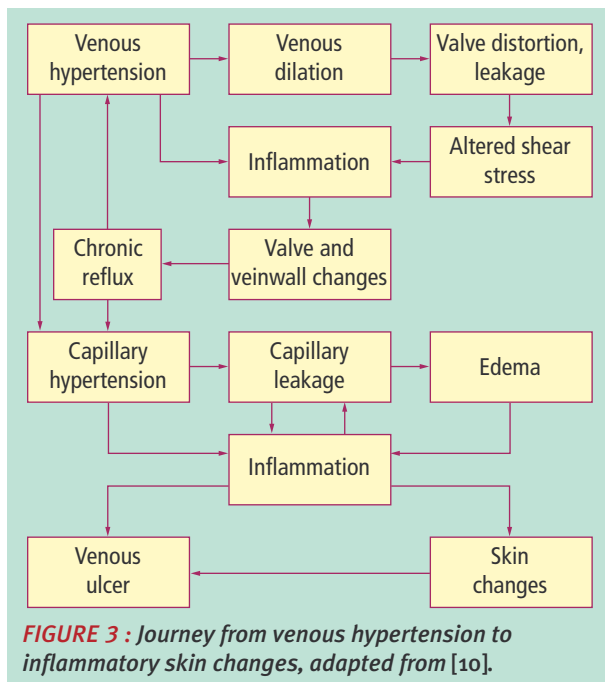 Venous
hypertension
Venous
dilation
Valve distortion,
leakage
Inflammation
Altered shear
stress
Chronic
reflux
Valve and
veinwall changes
Capillary
hypertension
Capillary
leakage
Edema
Inflammation
Venous
ulcer
Skin
changes
FIGURE 3 : Journey from venous hypertension to
inflammatory skin changes, adapted from [10].